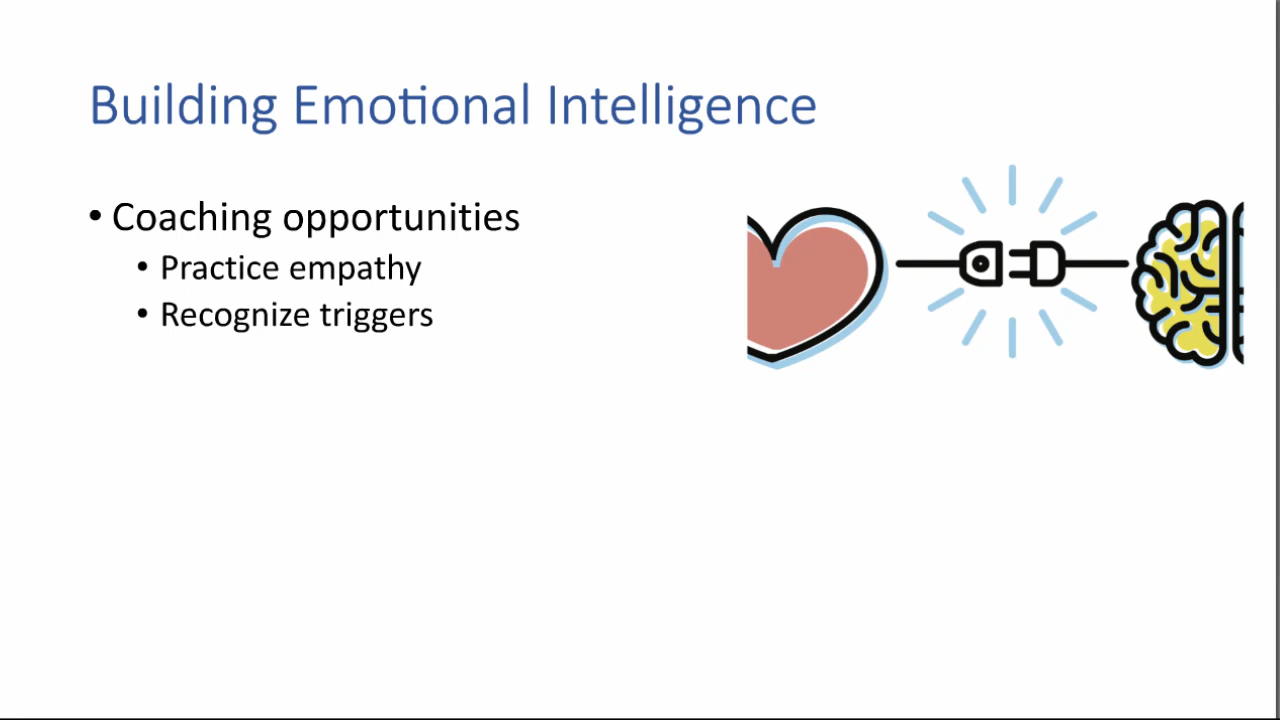 Building Emotional Intelligence
• Coaching opportunities
• Practice empathy
• Recognize triggers